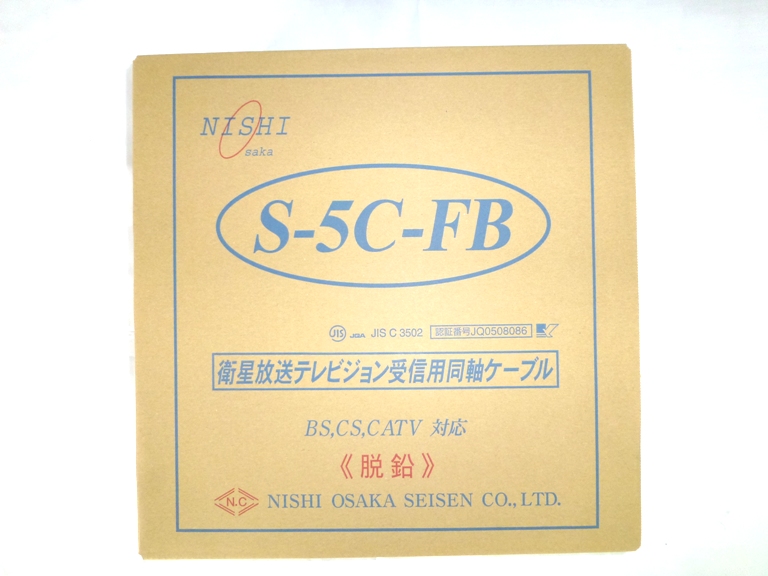 NISHI
Osaka
S-5C-FB
JIS JQA JIS C 3502 認証番号JQ0508086
衛星放送テレビジョン受信用同軸ケーブル
BS,CS,CATV 対応
《脱鉛》
N.C NISHI OSAKA SEISEN CO.,LTD.